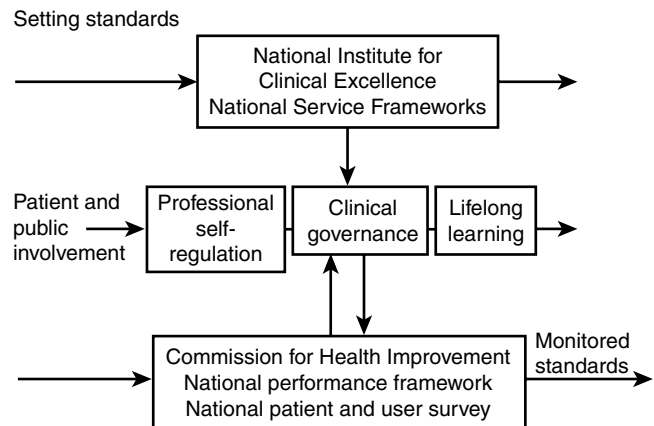 Setting standards
National Institute for
Clinical Excellence
National Service Frameworks
Patient and
public
involvement
Professional
self-
regulation
Clinical
governance
Lifelong
learning
Commission for Health Improvement
National performance framework
National patient and user survey
Monitored
standards